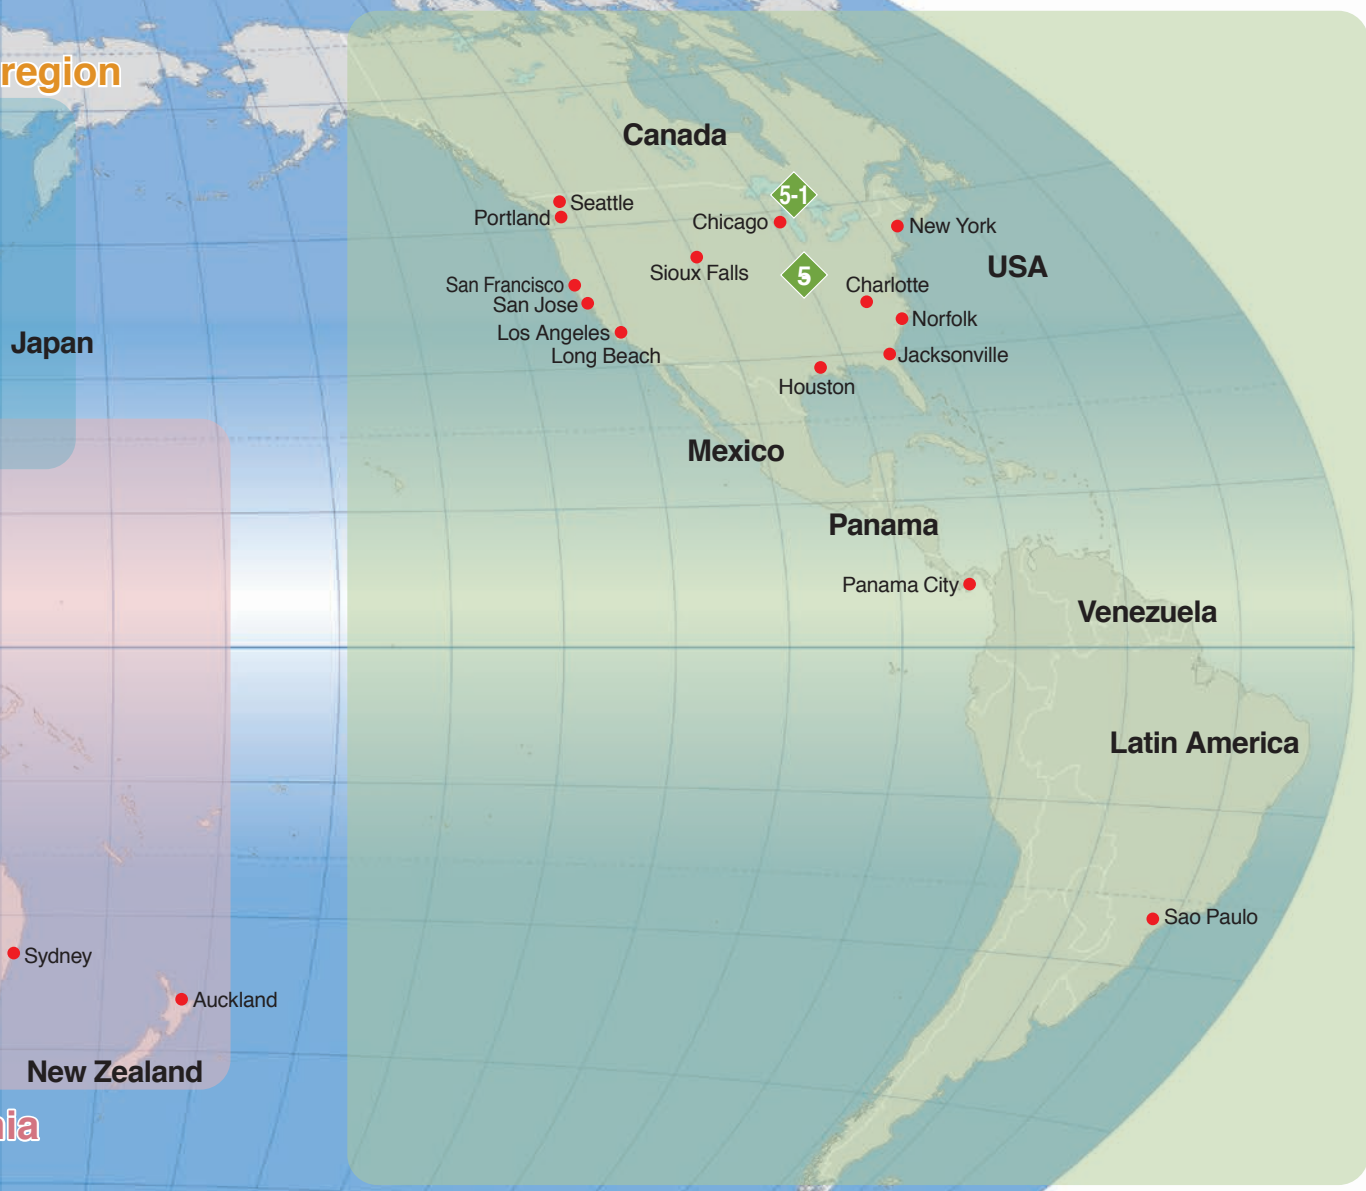 region
Canada
5-1
Seattle
Portland
Chicago
New York
USA
Sioux Falls
5
San Francisco
Charlotte
San Jose
Norfolk
Los Angeles
Japan
Long Beach
Jacksonville
Houston
Mexico
Panama
Panama City
Venezuela
Latin America
Sao Paulo
Sydney
Auckland
New Zealand
ia